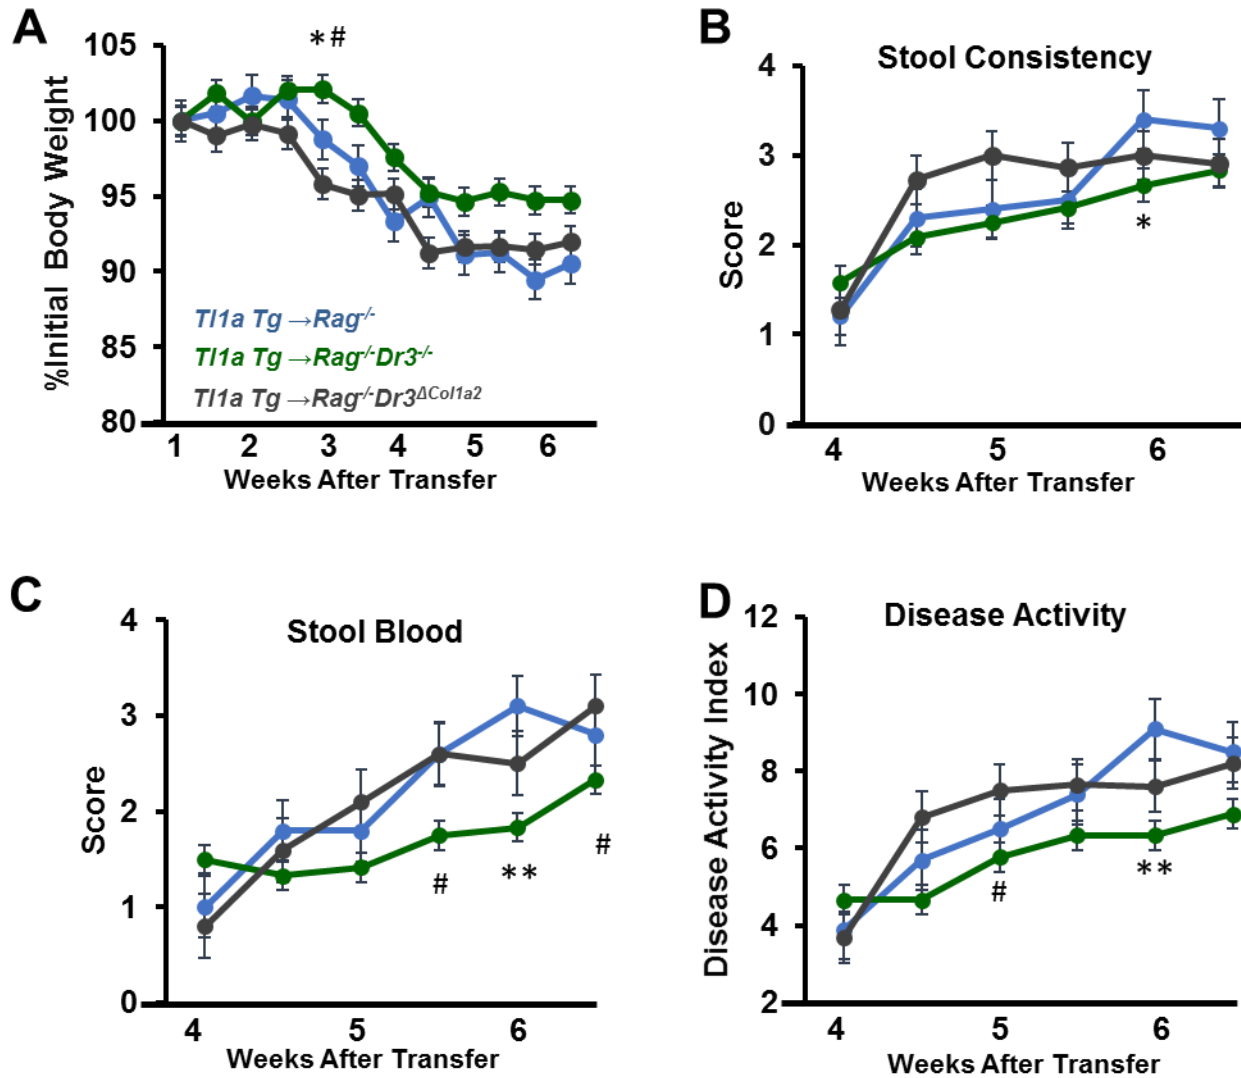 A
105
100
95
90
85
80
%Initial Body Weight
*#
Tl1a Tg →Rag-/-
Tl1a Tg →Rag-/-Dr3-/-
Tl1a Tg →Rag-/-Dr3ΔCol1a2
1 2 3 4 5 6
Weeks After Transfer
B
Stool Consistency
4
3
2
1
0
Score
*
4 5 6
Weeks After Transfer
C
Stool Blood
4
3
2
1
0
Score
# ** #
4 5 6
Weeks After Transfer
D
Disease Activity
12
10
8
6
4
2
Disease Activity Index
# **
4 5 6
Weeks After Transfer